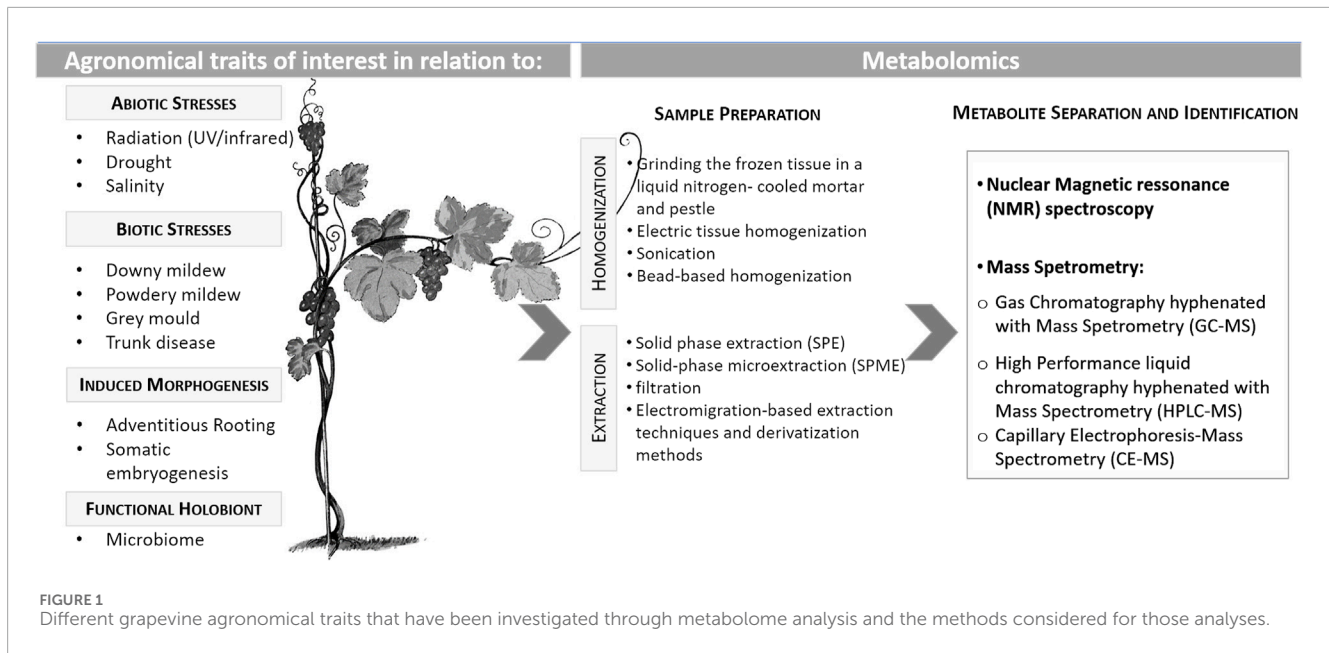 Agronomical traits of interest in relation to:
ABIOTIC STRESSES
• Radiation (UV/infrared)
• Drought
• Salinity
BIOTIC STRESSES
• Downy mildew
• Powdery mildew
• Grey mould
• Trunk disease
INDUCED MORPHOGENESIS
• Adventitious Rooting
• Somatic
embryogenesis
FUNCTIONAL HOLOBIONT
• Microbiome
Metabolomics
SAMPLE PREPARATION
HOMOGENIZATION
• Grinding the frozen tissue in a
liquid nitrogen- cooled mortar
and pestle
• Electric tissue homogenization
• Sonication
• Bead-based homogenization
EXTRACTION
• Solid phase extraction (SPE)
• Solid-phase microextraction (SPME)
• filtration
• Electromigration-based extraction
techniques and derivatization
methods
METABOLITE SEPARATION AND IDENTIFICATION
• Nuclear Magnetic ressonance
(NMR) spectroscopy
• Mass Spetrometry:
o Gas Chromatography hyphenated
with Mass Spetrometry (GC-MS)
o High Performance liquid
chromatography hyphenated with
Mass Spetrometry (HPLC-MS)
o Capillary Electrophoresis-Mass
Spectrometry (CE-MS)
FIGURE 1
Different grapevine agronomical traits that have been investigated through metabolome analysis and the methods considered for those analyses.